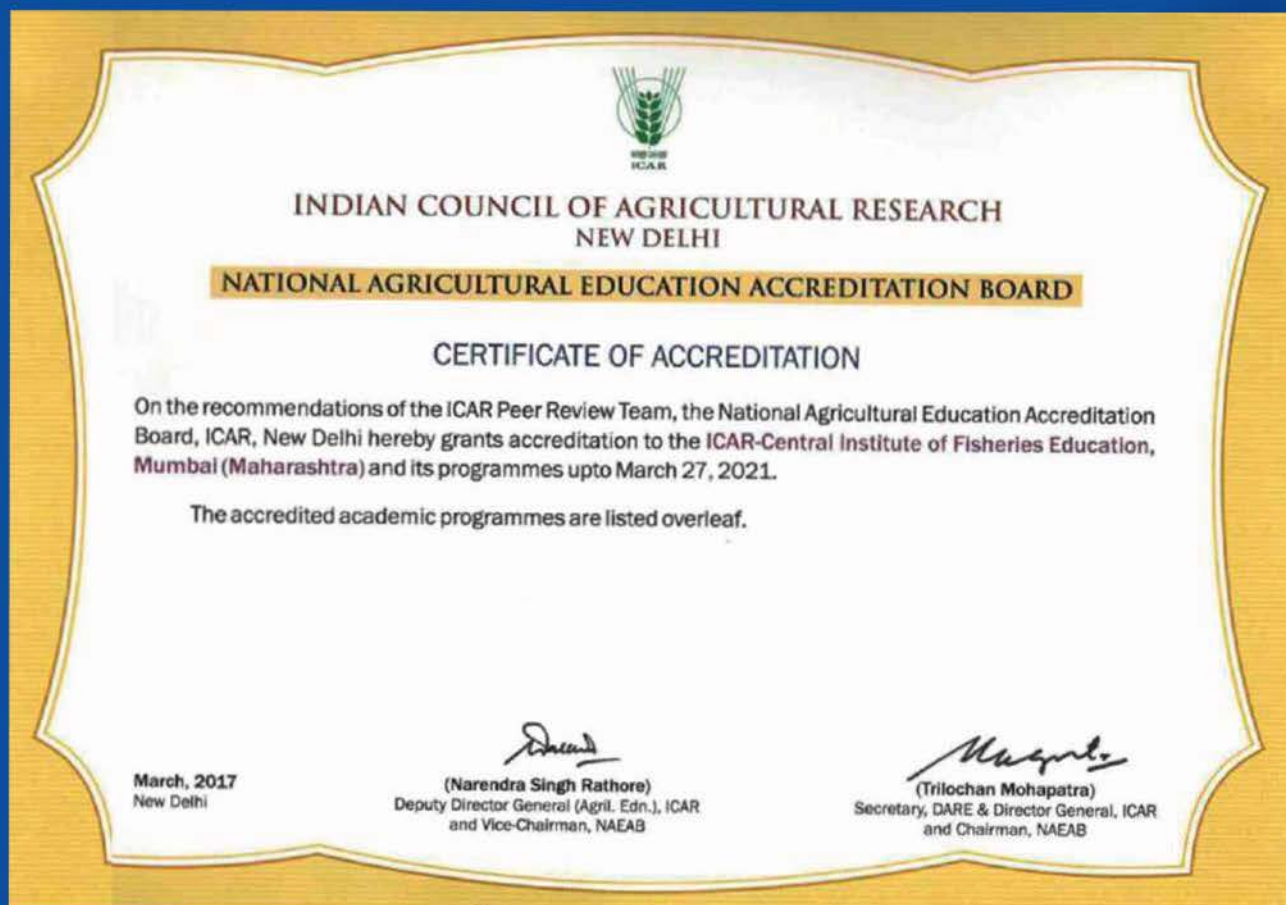 ICAR
INDIAN COUNCIL OF AGRICULTURAL RESEARCH
NEW DELHI
NATIONAL AGRICULTURAL EDUCATION ACCREDITATION BOARD
CERTIFICATE OF ACCREDITATION
On the recommendations of the ICAR Peer Review Team, the National Agricultural Education Accreditation
Board, ICAR, New Delhi hereby grants accreditation to the ICAR-Central Institute of Fisheries Education,
Mumbai (Maharashtra) and its programmes upto March 27, 2021.
The accredited academic programmes are listed overleaf.
March, 2017
New Delhi
(Narendra Singh Rathore)
Deputy Director General (Agril. Edn.), ICAR
and Vice-Chairman, NAEAB
(Trilochan Mohapatra)
Secretary, DARE & Director General, ICAR
and Chairman, NAEAB